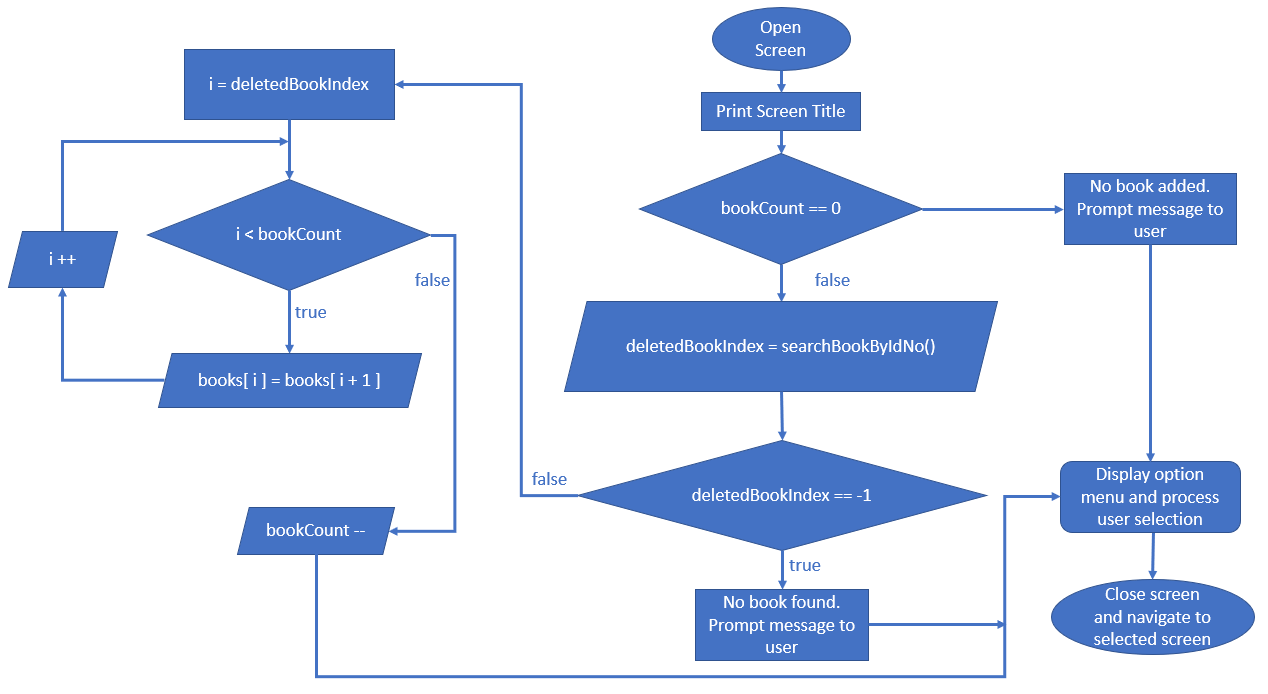 Open
Screen
Print Screen Title
bookCount == 0
No book added.
Prompt message to
user
false
deletedBookIndex = searchBookByIdNo()
deletedBookIndex == -1
false
true
No book found.
Prompt message to
user
i = deletedBookIndex
i < bookCount
false
true
books[ i ] = books[ i + 1 ]
i ++
bookCount --
Display option
menu and process
user selection
Close screen
and navigate to
selected screen